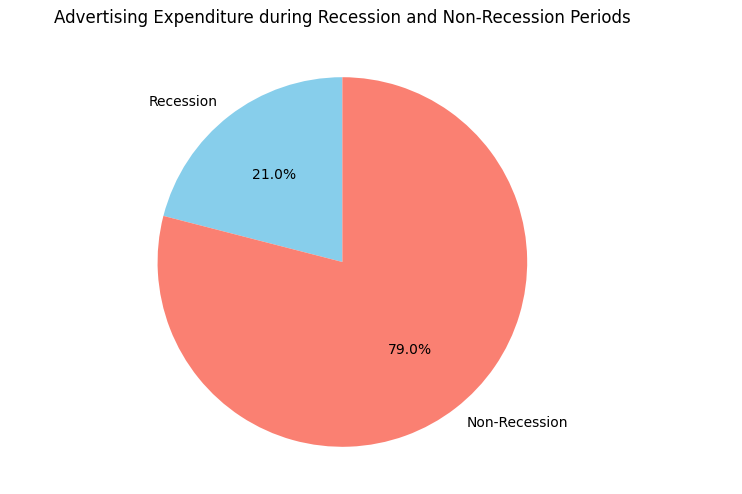 Advertising Expenditure during Recession and Non-Recession Periods
Recession
21.0%
79.0%
Non-Recession